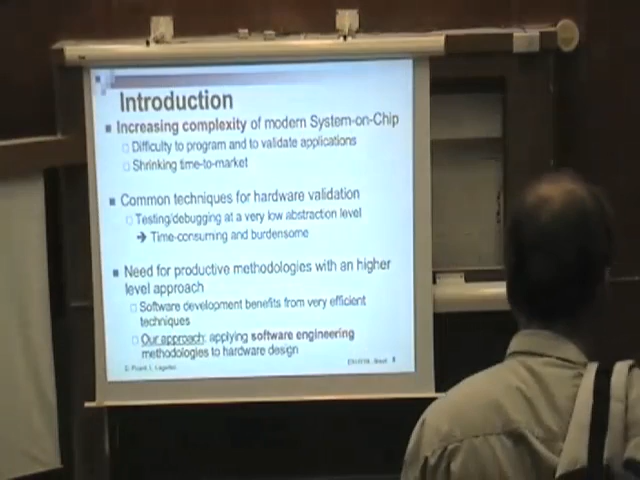 Introduction
Increasing complexity of modern System-on-Chip
Difficulty to program and to validate applications
Shrinking time-to-market
Common techniques for hardware validation
Testing/debugging at a very low abstraction level
➔ Time-consuming and burdensome
Need for productive methodologies with an higher
level approach
Software development benefits from very efficient
techniques
Our approach: applying software engineering
methodologies to hardware design